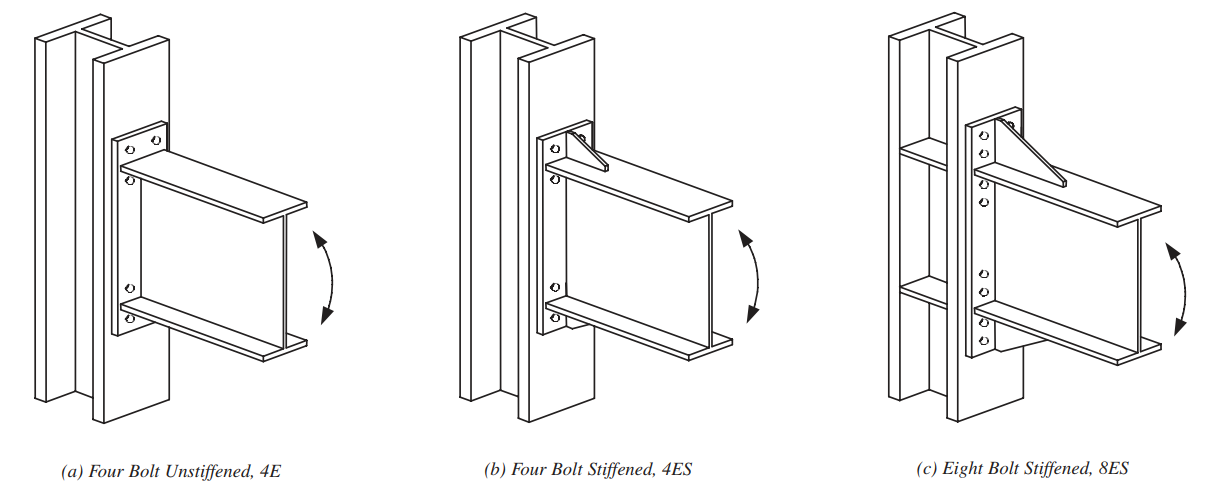 (a) Four Bolt Unstiffened, 4E
(b) Four Bolt Stiffened, 4ES
(c) Eight Bolt Stiffened, 8ES